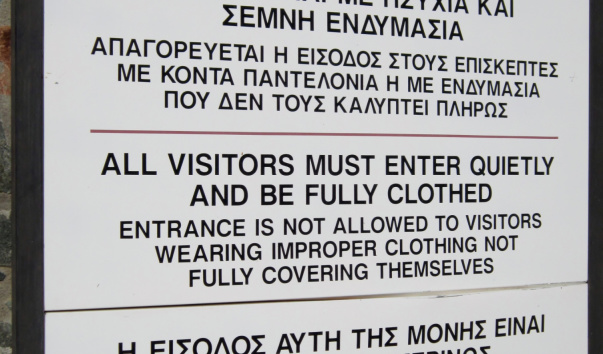 ΜΕ ΗΣΥΧΙΑ ΚΑΙ
ΣΕΜΝΗ ΕΝΔΥΜΑΣΙΑ
ΑΠΑΓΟΡΕΥΕΤΑΙ Η ΕΙΣΟΔΟΣ ΣΤΟΥΣ ΕΠΙΣΚΕΠΤΕΣ
ΜΕ ΚΟΝΤΑ ΠΑΝΤΕΛΟΝΙΑ Η ΜΕ ΕΝΔΥΜΑΣΙΑ
ΠΟΥ ΔΕΝ ΤΟΥΣ ΚΑΛΥΠΤΕΙ ΠΛΗΡΩΣ
ALL VISITORS MUST ENTER QUIETLY
AND BE FULLY CLOTHED
ENTRANCE IS NOT ALLOWED TO VISITORS
WEARING IMPROPER CLOTHING NOT
FULLY COVERING THEMSELVES
Η ΕΙΣΟΔΟΣ ΑΥΤΗ ΤΗΣ ΜΟΝΗΣ ΕΙΝΑΙ